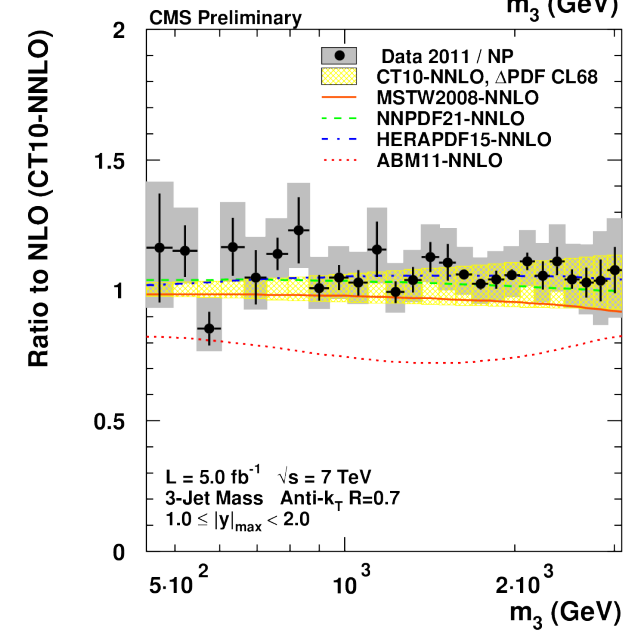 m₃ (GeV)
CMS Preliminary
Ratio to NLO (CT10-NNLO)
2
1.5
1
0.5
0
Data 2011 / NP
CT10-NNLO, ΔPDF CL68
MSTW2008-NNLO
NNPDF21-NNLO
HERAPDF15-NNLO
ABM11-NNLO
L = 5.0 fb⁻¹ √s = 7 TeV
3-Jet Mass Anti-k_T R=0.7
1.0 ≤ |y|_max < 2.0
5·10² 10³ 2·10³
m₃ (GeV)